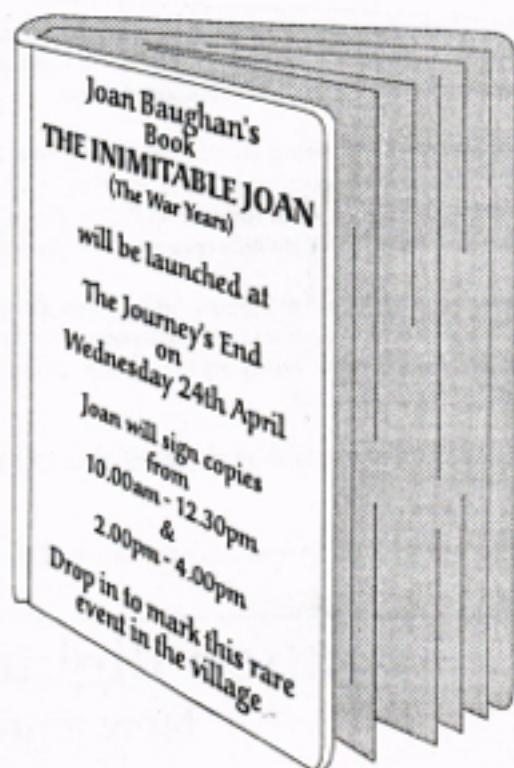 Joan Baughan's
Book
THE INIMITABLE JOAN
(The War Years)
will be launched at
The Journey's End
on
Wednesday 24th April
Joan will sign copies
from
10.00am - 12.30pm
&
2.00pm - 4.00pm
Drop in to mark this rare
event in the village